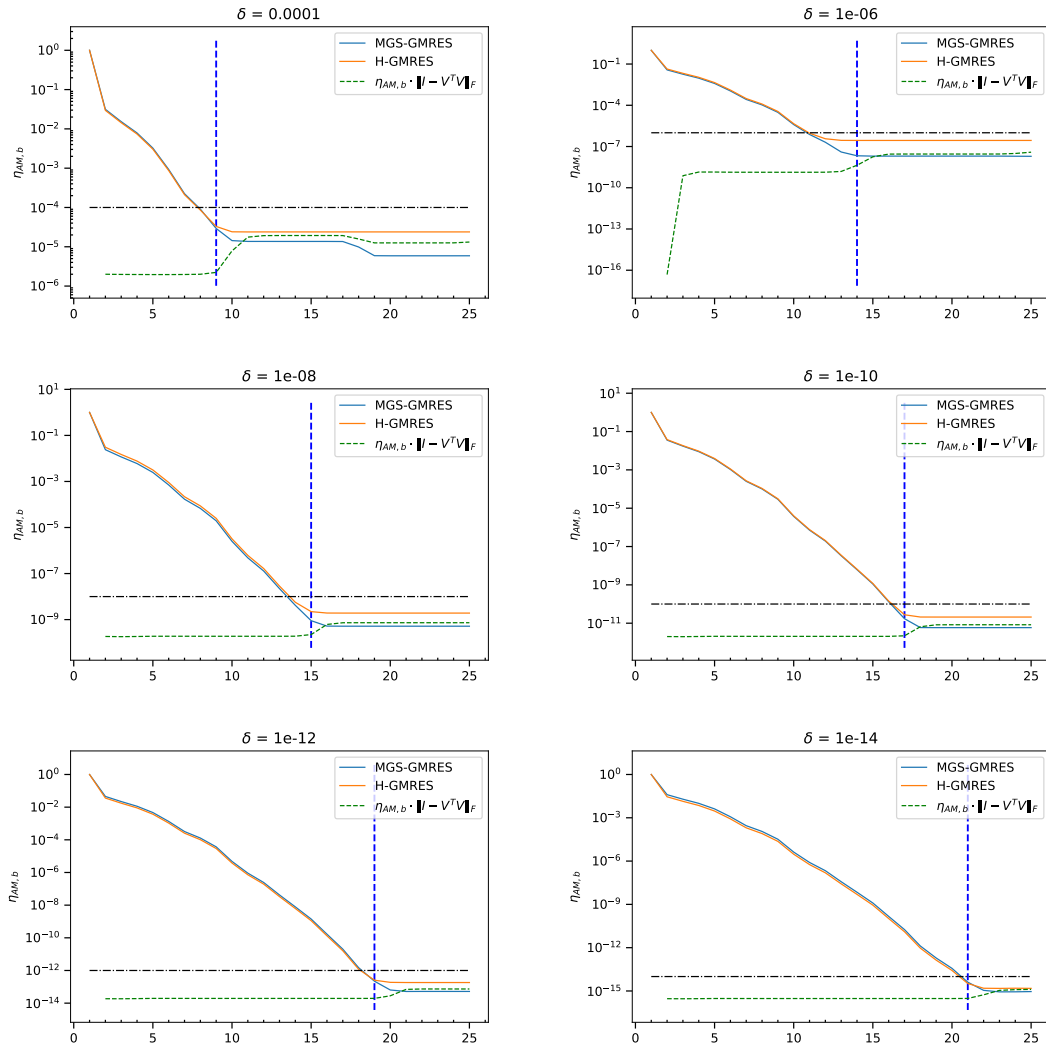 δ = 0.0001
η_{AM, b}
10^0
10^{-1}
10^{-2}
10^{-3}
10^{-4}
10^{-5}
10^{-6}
0 5 10 15 20 25
MGS-GMRES
H-GMRES
η_{AM, b} · ‖I − V^T V‖_F
δ = 1e-06
η_{AM, b}
10^{-1}
10^{-4}
10^{-7}
10^{-10}
10^{-13}
10^{-16}
0 5 10 15 20 25
MGS-GMRES
H-GMRES
η_{AM, b} · ‖I − V^T V‖_F
δ = 1e-08
η_{AM, b}
10^1
10^{-1}
10^{-3}
10^{-5}
10^{-7}
10^{-9}
0 5 10 15 20 25
MGS-GMRES
H-GMRES
η_{AM, b} · ‖I − V^T V‖_F
δ = 1e-10
η_{AM, b}
10^1
10^{-1}
10^{-3}
10^{-5}
10^{-7}
10^{-9}
10^{-11}
0 5 10 15 20 25
MGS-GMRES
H-GMRES
η_{AM, b} · ‖I − V^T V‖_F
δ = 1e-12
η_{AM, b}
10^0
10^{-2}
10^{-4}
10^{-6}
10^{-8}
10^{-10}
10^{-12}
10^{-14}
0 5 10 15 20 25
MGS-GMRES
H-GMRES
η_{AM, b} · ‖I − V^T V‖_F
δ = 1e-14
η_{AM, b}
10^0
10^{-3}
10^{-6}
10^{-9}
10^{-12}
10^{-15}
0 5 10 15 20 25
MGS-GMRES
H-GMRES
η_{AM, b} · ‖I − V^T V‖_F